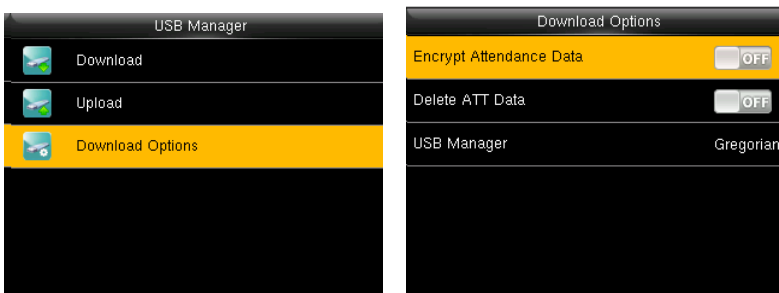 USB Manager
Download
Upload
Download Options
Download Options
Encrypt Attendance Data OFF
Delete ATT Data OFF
USB Manager Gregorian